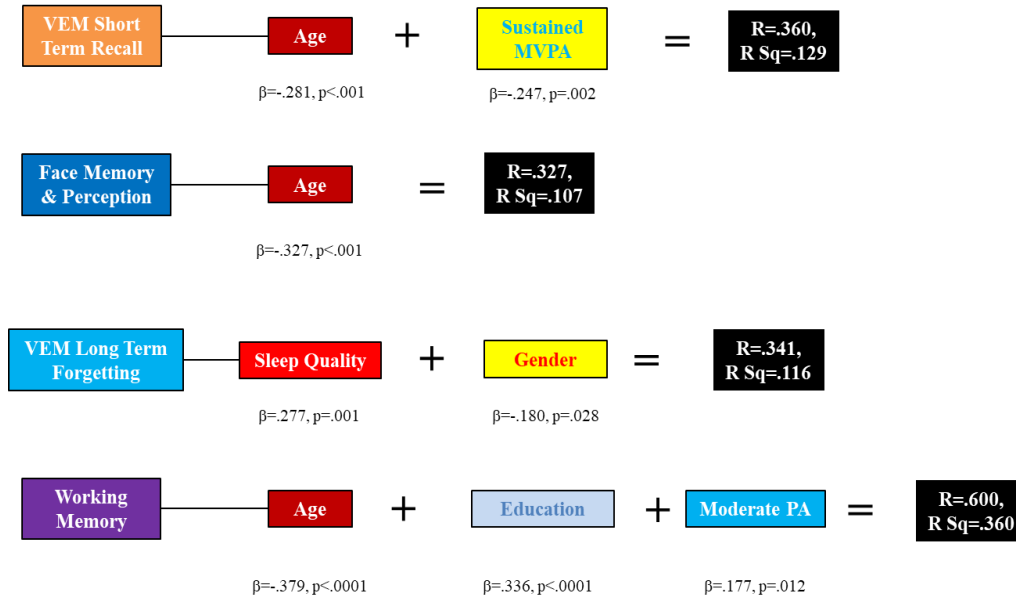 VEM Short
Term Recall
Age
+
Sustained
MVPA
=
R=.360,
R Sq=.129
β=-.281, p<.001
β=-.247, p=.002
Face Memory
& Perception
Age
=
R=.327,
R Sq=.107
β=-.327, p<.001
VEM Long Term
Forgetting
Sleep Quality
+
Gender
=
R=.341,
R Sq=.116
β=.277, p=.001
β=-.180, p=.028
Working
Memory
Age
+
Education
+
Moderate PA
=
R=.600,
R Sq=.360
β=-.379, p<.0001
β=.336, p<.0001
β=.177, p=.012